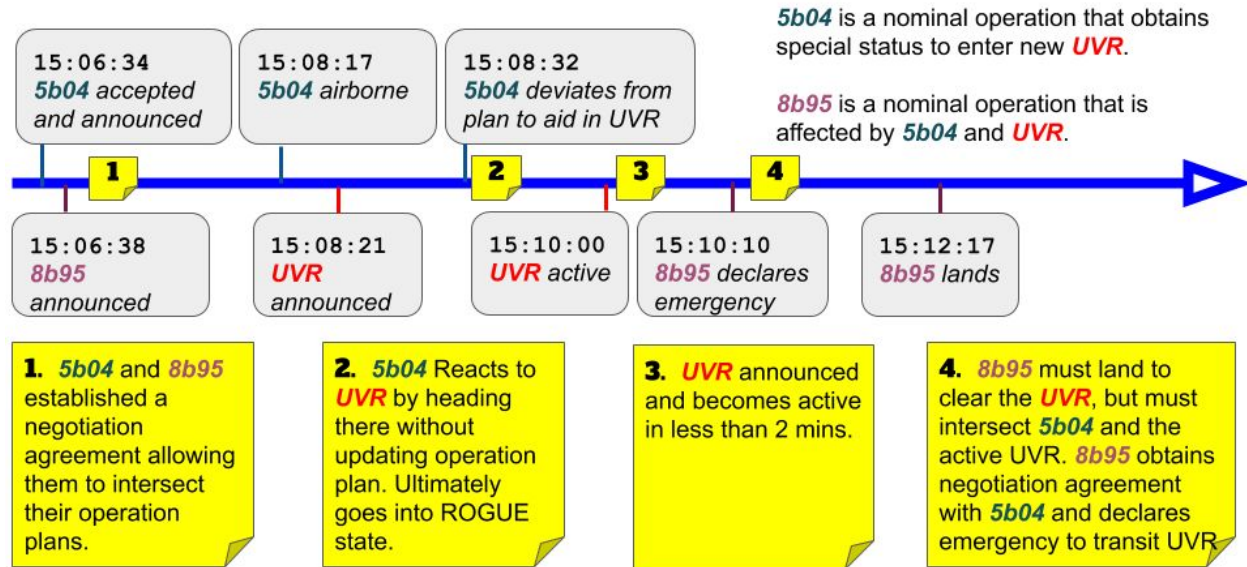 15:06:34
5b04 accepted
and announced
15:08:17
5b04 airborne
15:08:32
5b04 deviates from
plan to aid in UVR
5b04 is a nominal operation that obtains
special status to enter new UVR.
8b95 is a nominal operation that is
affected by 5b04 and UVR.
1
2
3
4
15:06:38
8b95
announced
15:08:21
UVR
announced
15:10:00
UVR active
15:10:10
8b95 declares
emergency
15:12:17
8b95 lands
1. 5b04 and 8b95
established a
negotiation
agreement allowing
them to intersect
their operation
plans.
2. 5b04 Reacts to
UVR by heading
there without
updating operation
plan. Ultimately
goes into ROGUE
state.
3. UVR announced
and becomes active
in less than 2 mins.
4. 8b95 must land to
clear the UVR, but must
intersect 5b04 and the
active UVR. 8b95 obtains
negotiation agreement
with 5b04 and declares
emergency to transit UVR